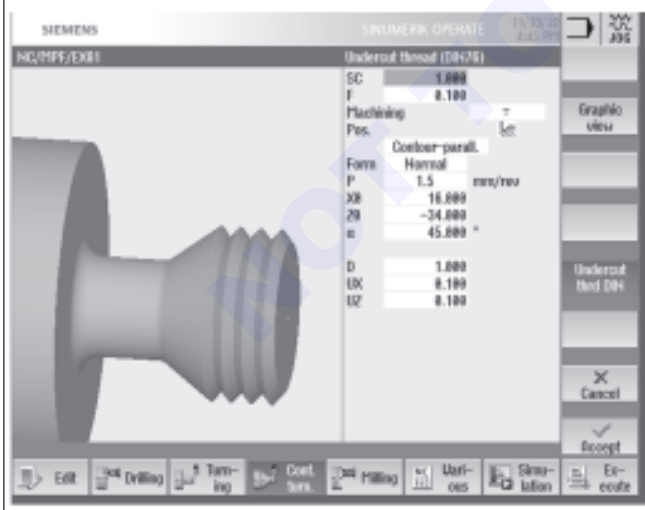 SIEMENS
SINUMERIK OPERATE
JOG
NC/MPF/EX01
Undercut thread (DIN76)
SC 1.000
F 0.100
Machining
Pos.
Contour-parall.
Form Normal
P 1.5 mm/rev
X0 16.000
Z0 -34.000
α 45.000 °
D 1.000
UX 0.100
UZ 0.100
Graphic
view
Undercut
thrd DIN
Cancel
Accept
Edit
Drilling
Turn-
ing
Cont.
turn.
Milling
Vari-
ous
Simu-
lation
Ex-
ecute
NOT